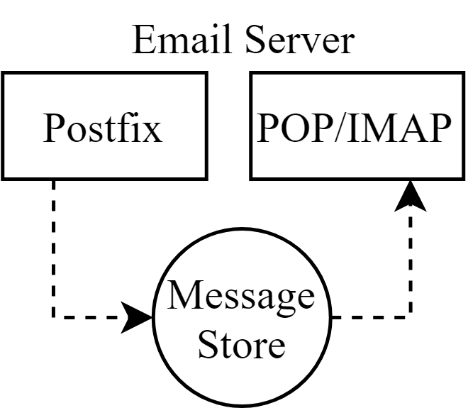 Email Server
Postfix
POP/IMAP
Message
Store